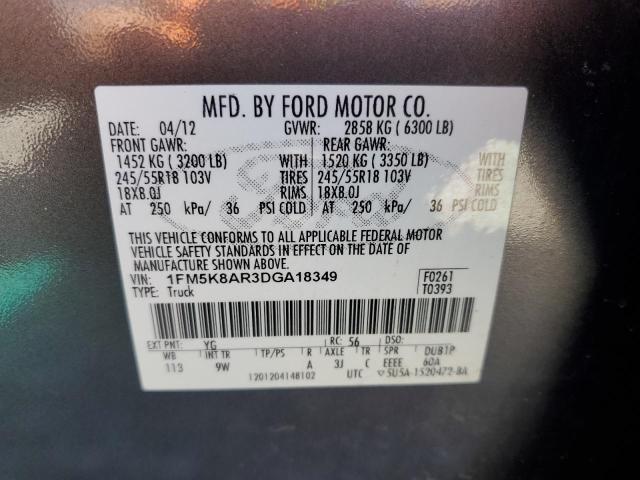 MFD. BY FORD MOTOR CO.
DATE: 04/12 GVWR: 2858 KG ( 6300 LB)
FRONT GAWR: REAR GAWR:
1452 KG ( 3200 LB) WITH 1520 KG ( 3350 LB) WITH
245/55R18 103V TIRES 245/55R18 103V TIRES
18X8.0J RIMS 18X8.0J RIMS
AT 250 kPa/ 36 PSI COLD AT 250 kPa/ 36 PSI COLD
THIS VEHICLE CONFORMS TO ALL APPLICABLE FEDERAL MOTOR
VEHICLE SAFETY STANDARDS IN EFFECT ON THE DATE OF
MANUFACTURE SHOWN ABOVE.
VIN: 1FM5K8AR3DGA18349 F0261
TYPE: Truck T0393
EXT PNT: YG RC: 56 DSO:
WB INT TR TP/PS R AXLE TR SPR DUB1P
113 9W A 3J C EEEE 60A
1201204148102 UTC 5U5A-1520472-BA
Ford